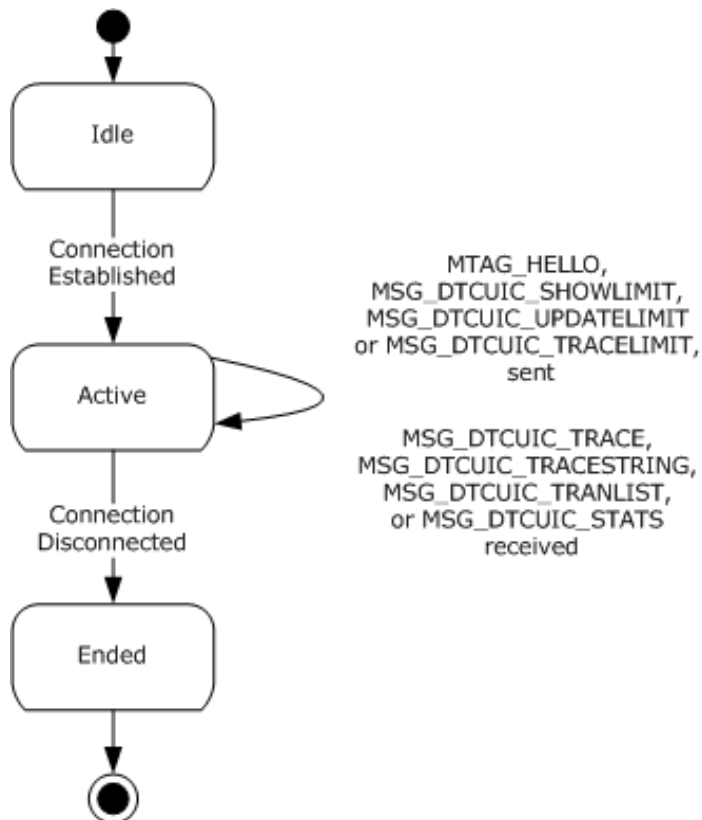 Idle
Connection
Established
MTAG_HELLO,
MSG_DTCUIC_SHOWLIMIT,
MSG_DTCUIC_UPDATELIMIT
or MSG_DTCUIC_TRACELIMIT,
sent
Active
MSG_DTCUIC_TRACE,
MSG_DTCUIC_TRACESTRING,
MSG_DTCUIC_TRANLIST,
or MSG_DTCUIC_STATS
received
Connection
Disconnected
Ended